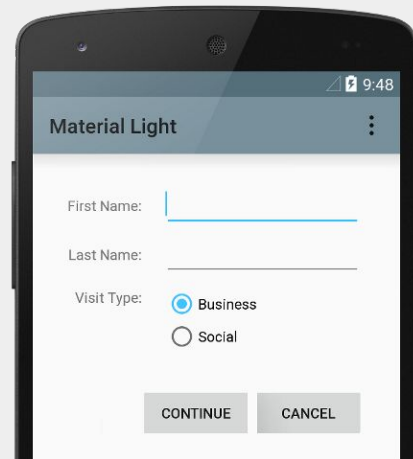 9:48
Material Light
First Name:
Last Name:
Visit Type:
Business
Social
CONTINUE CANCEL